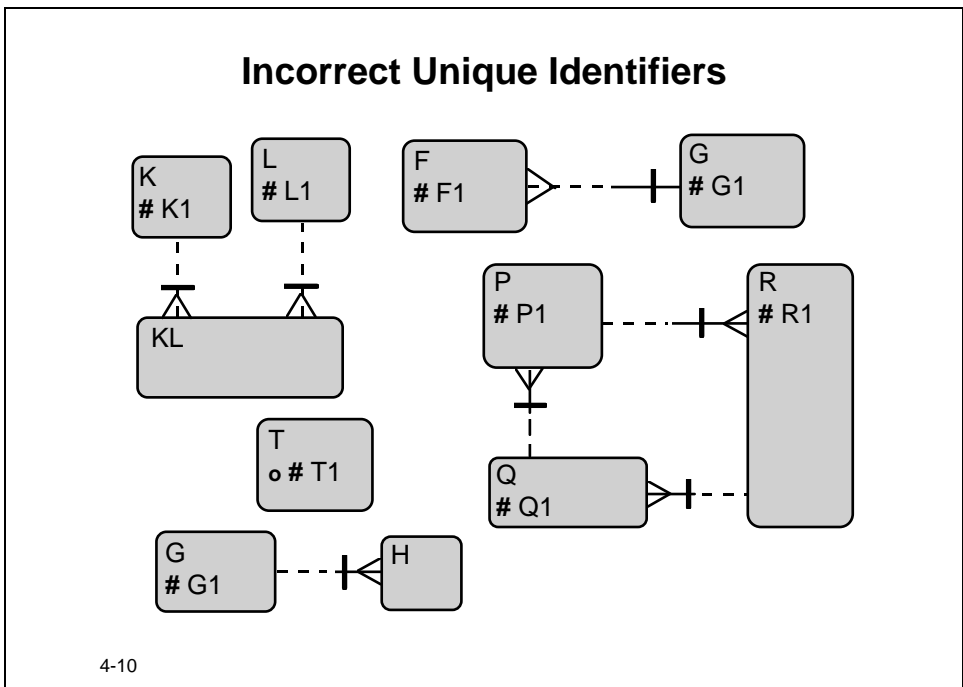 Incorrect Unique Identifiers
K
# K1
L
# L1
KL
F
# F1
G
# G1
P
# P1
R
# R1
Q
# Q1
T
o # T1
G
# G1
H
4-10